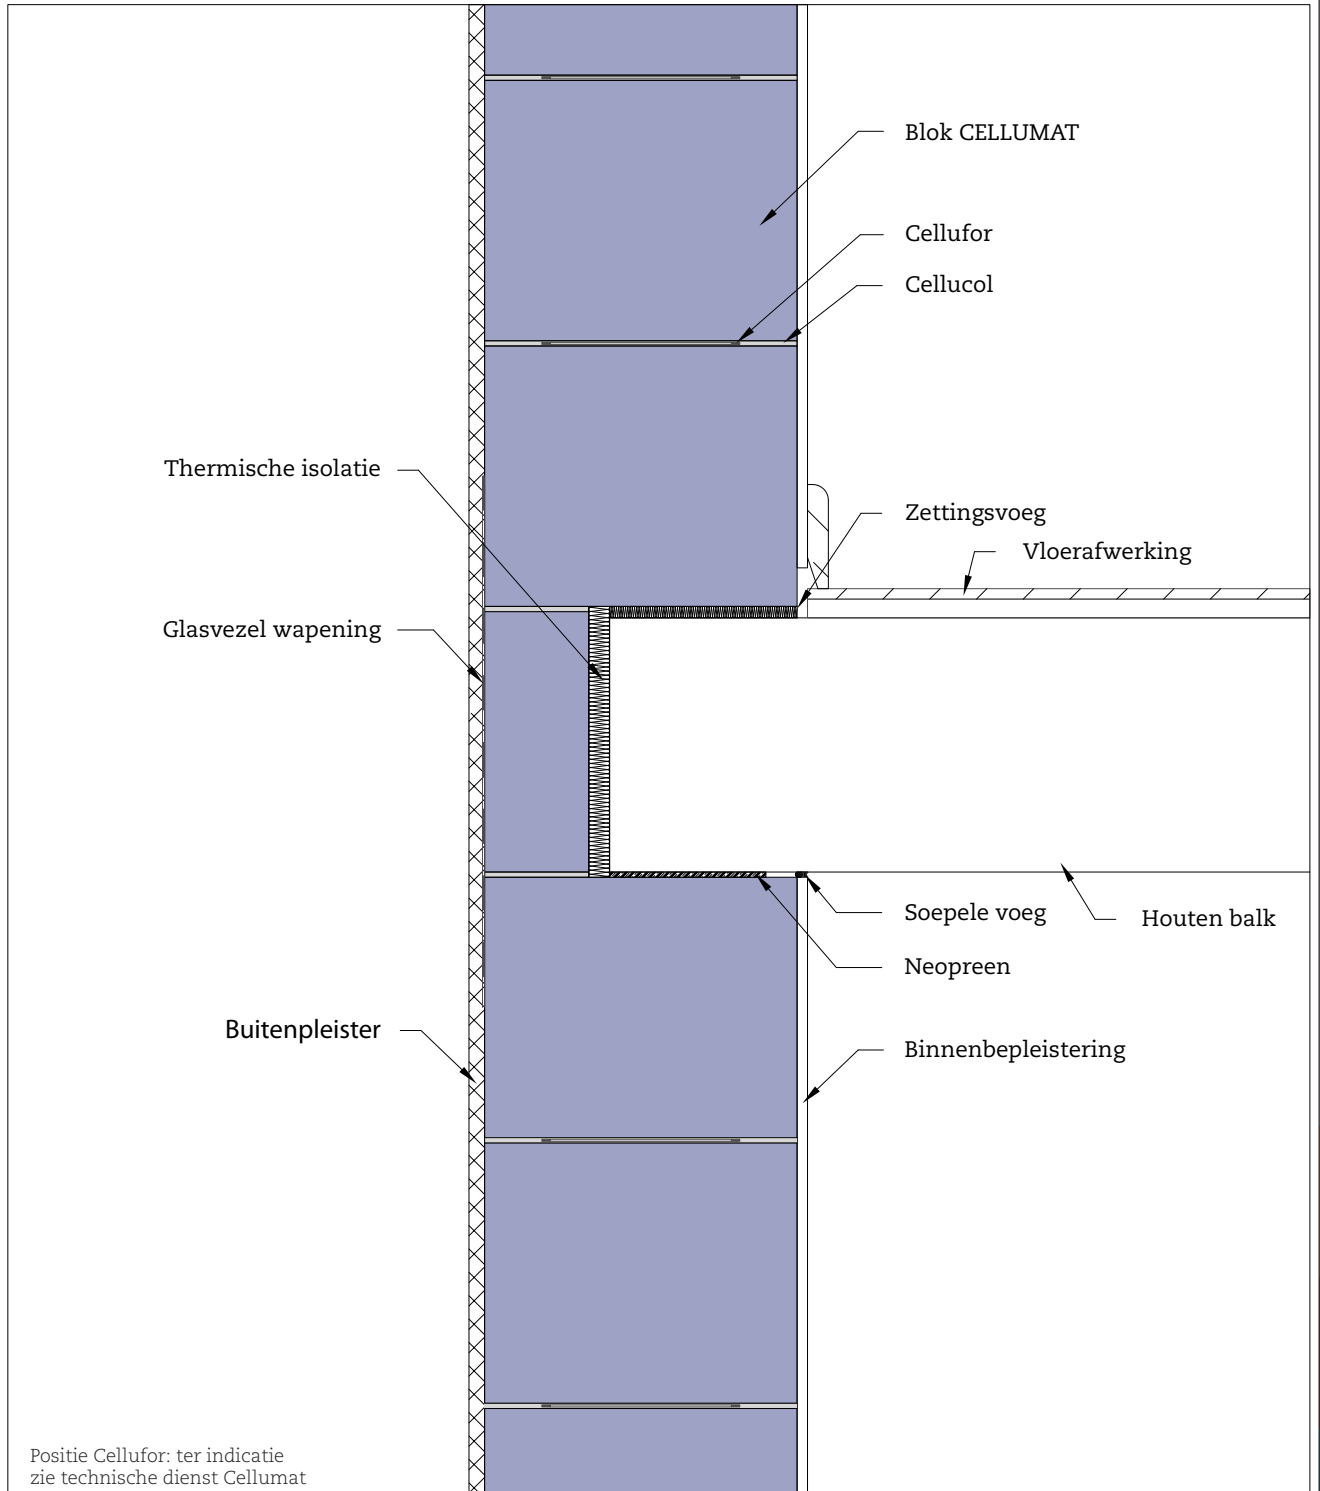 Blok CELLUMAT
Cellufor
Cellucol
Thermische isolatie
Zettingsvoeg
Vloerafwerking
Glasvezel wapening
Soepele voeg
Houten balk
Neopreen
Buitenpleister
Binnenbepleistering
Positie Cellufor: ter indicatie
zie technische dienst Cellumat